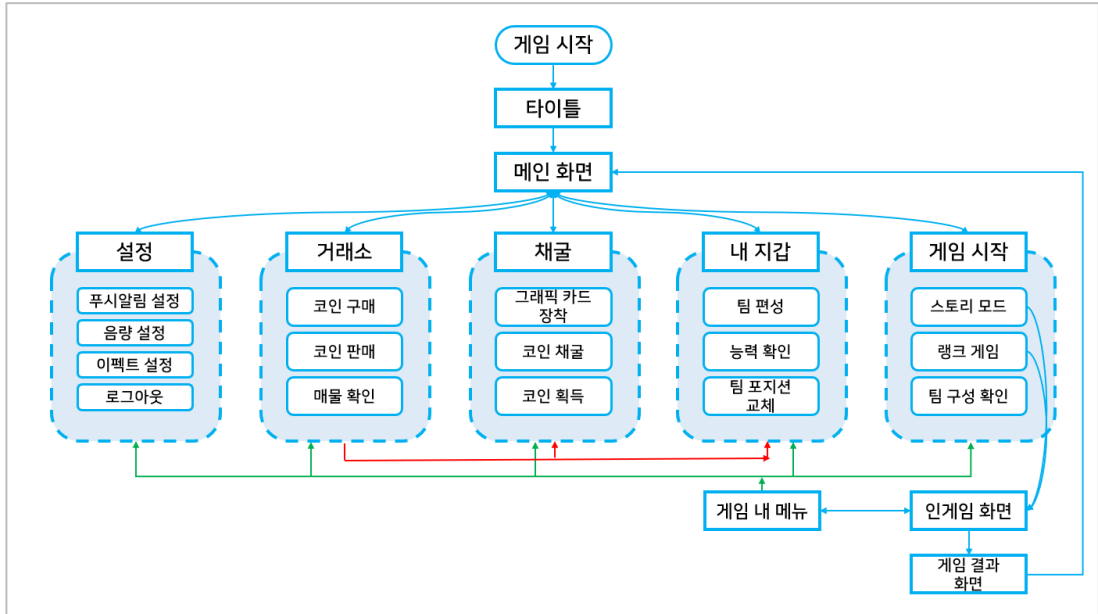 게임 시작
타이틀
메인 화면
설정
푸시알림 설정
음량 설정
이펙트 설정
로그아웃
거래소
코인 구매
코인 판매
매물 확인
채굴
그래픽 카드
장착
코인 채굴
코인 획득
내 지갑
팀 편성
능력 확인
팀 포지션
교체
게임 시작
스토리 모드
랭크 게임
팀 구성 확인
게임 내 메뉴
인게임 화면
게임 결과
화면